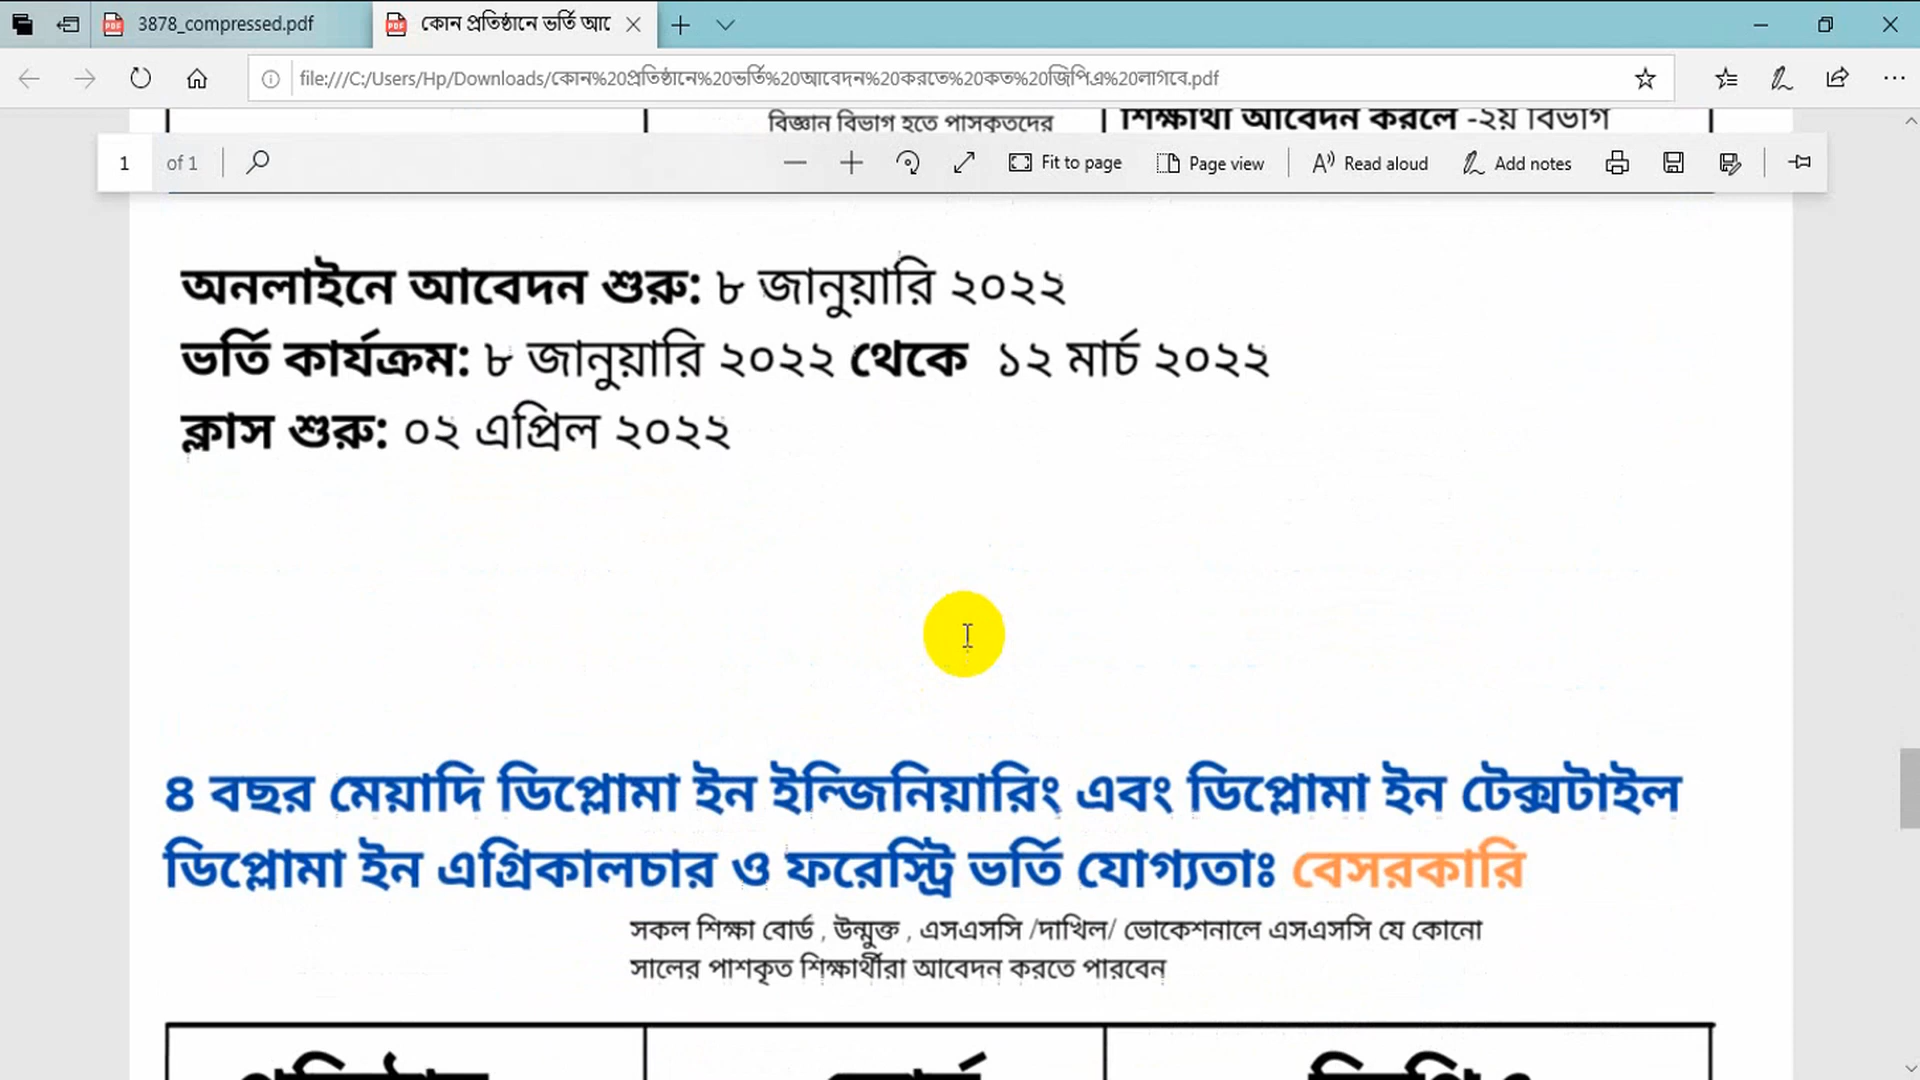 3878_compressed.pdf
কোন প্রতিষ্ঠানে ভর্তি আবে
file:///C:/Users/Hp/Downloads/কোন%20প্রতিষ্ঠানে%20ভর্তি%20আবেদন%20করতে%20কত%20জিপিএ%20লাগবে.pdf
বিজ্ঞান বিভাগ হতে পাসকৃতদের
শিক্ষার্থী আবেদন করলে -২য় বিভাগ
1 of 1 Fit to page Page view Read aloud Add notes
অনলাইনে আবেদন শুরু: ৮ জানুয়ারি ২০২২
ভর্তি কার্যক্রম: ৮ জানুয়ারি ২০২২ থেকে ১২ মার্চ ২০২২
ক্লাস শুরু: ০২ এপ্রিল ২০২২
৪ বছর মেয়াদি ডিপ্লোমা ইন ইন্জিনিয়ারিং এবং ডিপ্লোমা ইন টেক্সটাইল
ডিপ্লোমা ইন এগ্রিকালচার ও ফরেস্ট্রি ভর্তি যোগ্যতাঃ বেসরকারি
সকল শিক্ষা বোর্ড , উন্মুক্ত , এসএসসি /দাখিল/ ভোকেশনালে এসএসসি যে কোনো
সালের পাশকৃত শিক্ষার্থীরা আবেদন করতে পারবেন